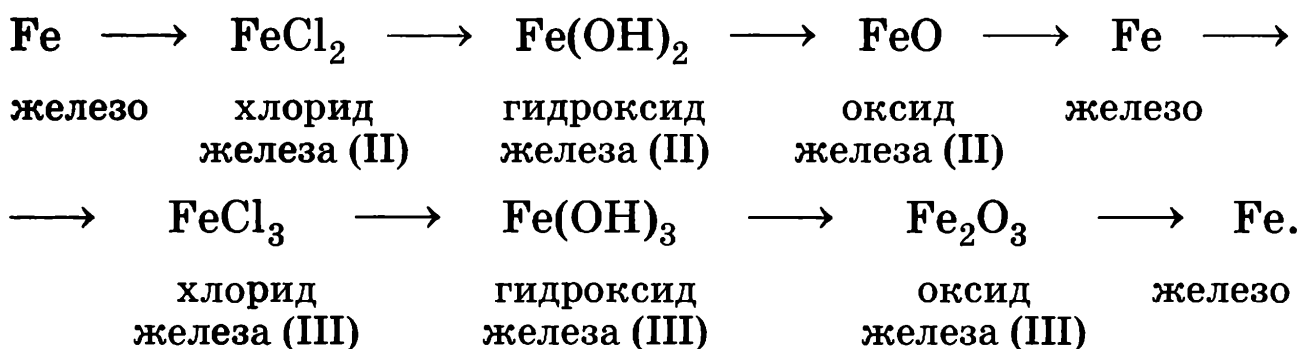 Fe ⟶ FeCl₂ ⟶ Fe(OH)₂ ⟶ FeO ⟶ Fe ⟶
железо хлорид гидроксид оксид железо
железа (II) железа (II) железа (II)
⟶ FeCl₃ ⟶ Fe(OH)₃ ⟶ Fe₂O₃ ⟶ Fe.
хлорид гидроксид оксид железо
железа (III) железа (III) железа (III)